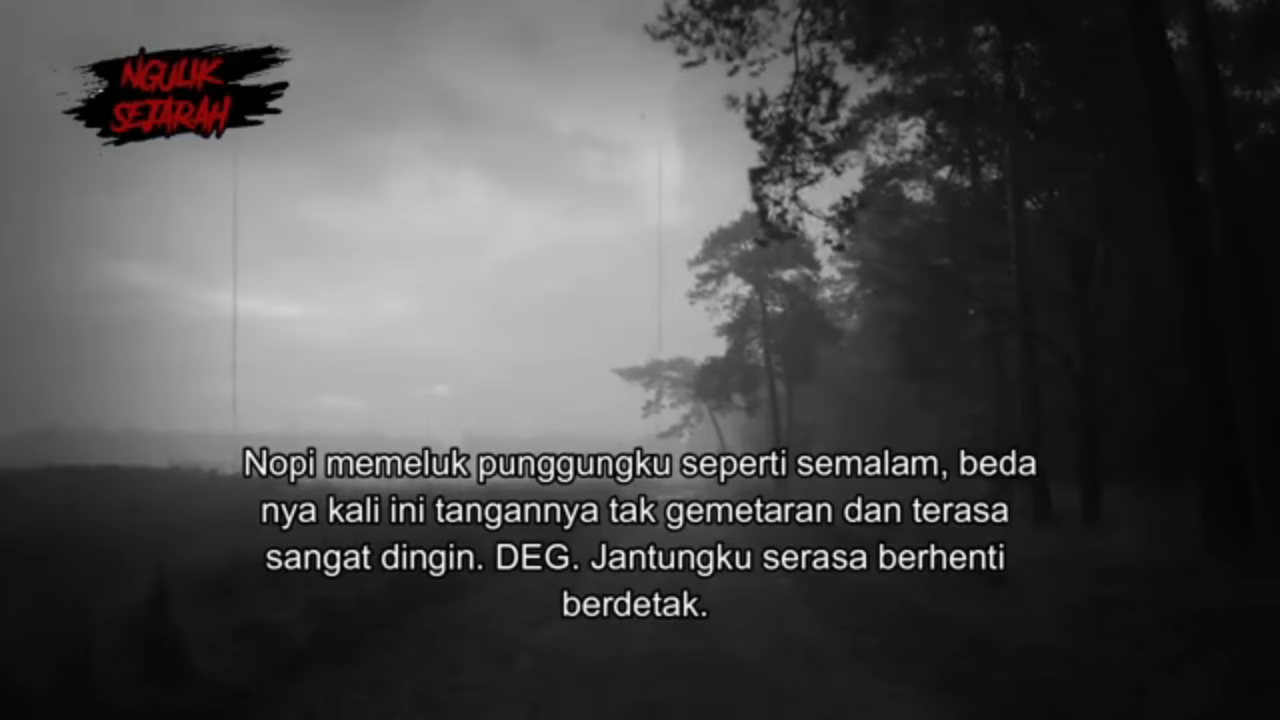 NGULIK
SEJARAH
Nopi memeluk punggungku seperti semalam, beda
nya kali ini tangannya tak gemetaran dan terasa
sangat dingin. DEG. Jantungku serasa berhenti
berdetak.